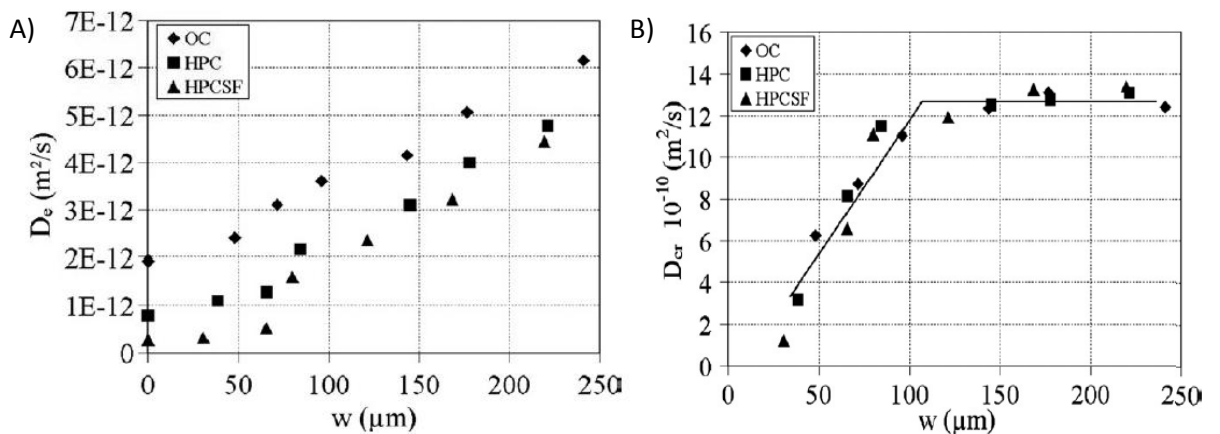 A)
7E-12
6E-12
5E-12
4E-12
3E-12
2E-12
1E-12
0
Dₑ (m²/s)
OC
HPC
HPCSF
0 50 100 150 200 250
w (µm)
B)
16
14
12
10
8
6
4
2
0
D_cr 10⁻¹⁰ (m²/s)
OC
HPC
HPCSF
0 50 100 150 200 250
w (µm)